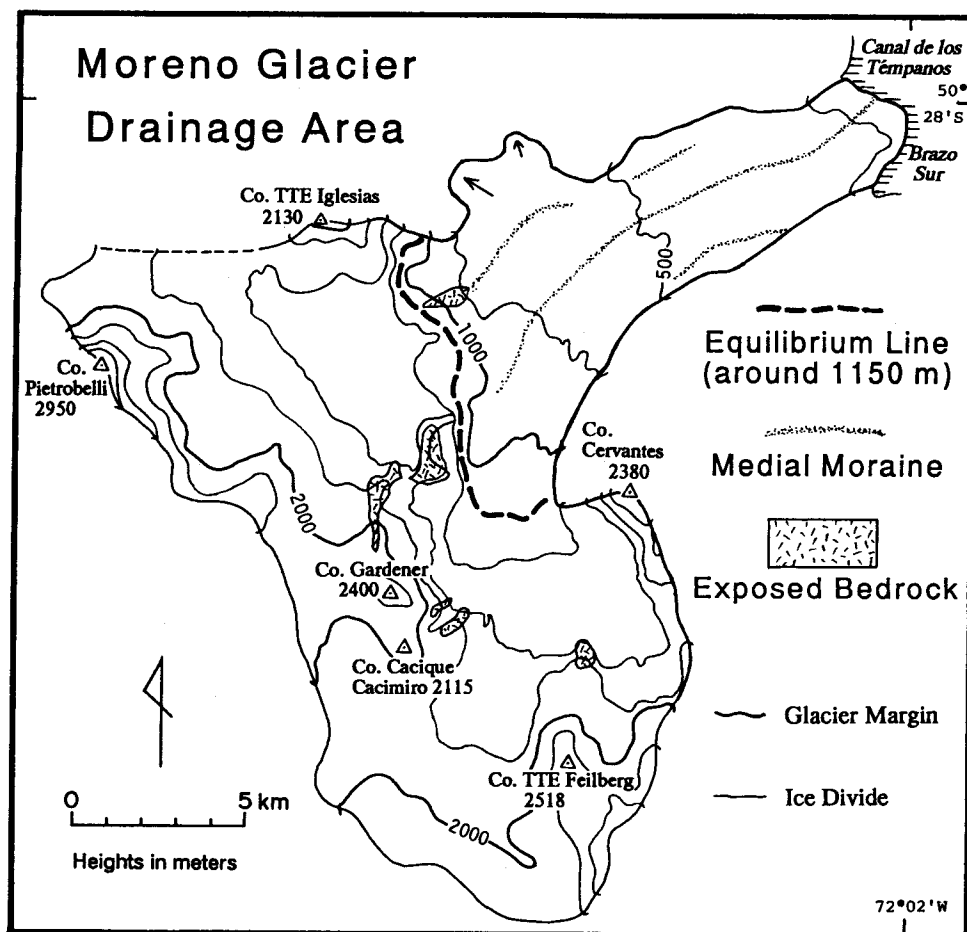 Moreno Glacier
Drainage Area
Canal de los
Témpanos
50°
28'S
Brazo
Sur
Co. TTE Iglesias
2130
500
1000
Equilibrium Line
(around 1150 m)
Co.
Pietrobelli
2950
Co.
Cervantes
2380
Medial Moraine
2000
Exposed Bedrock
Co. Gardener
2400
Co. Cacique
Cacimiro 2115
Glacier Margin
Co. TTE Feilberg
2518
Ice Divide
0 5 km
2000
Heights in meters
72°02'W